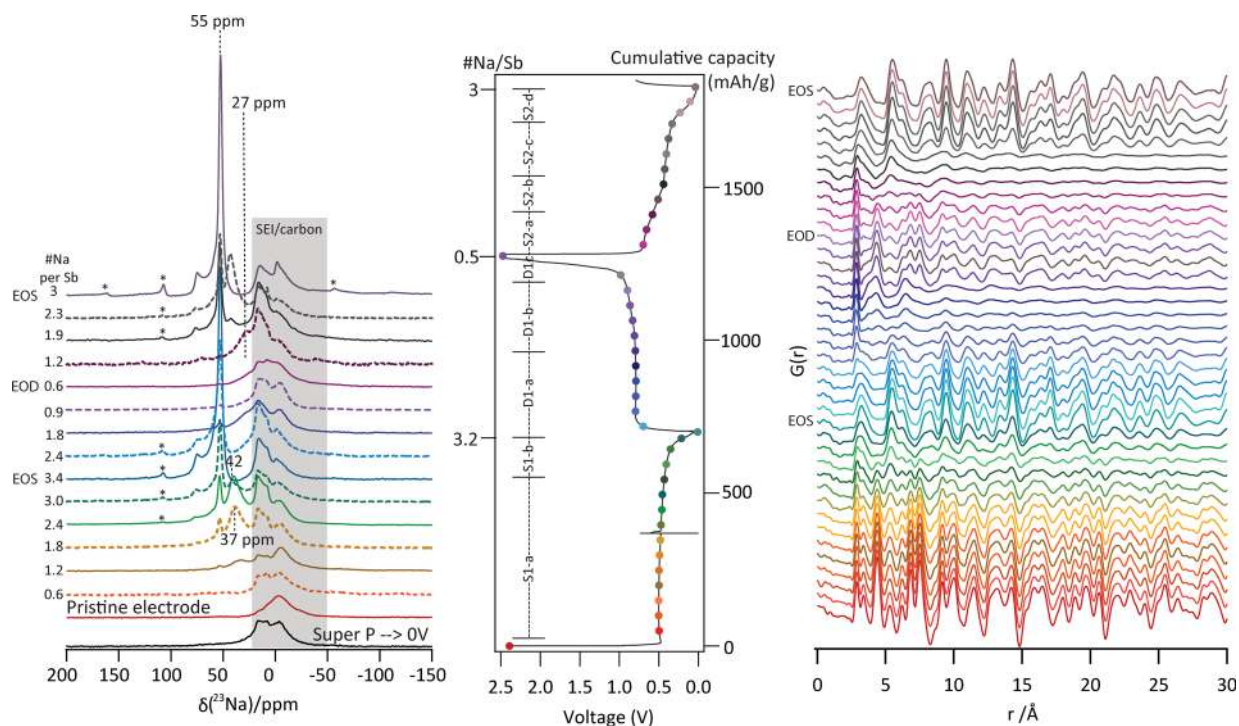 55 ppm
27 ppm
SEI/carbon
#Na
per Sb
EOS 3
*
*
*
2.3
*
1.9
*
1.2
EOD 0.6
0.9
1.8
2.4
*
EOS 3.4
*
42
3.0
*
2.4
*
1.8
37 ppm
1.2
0.6
Pristine electrode
Super P --> 0V
200 150 100 50 0 -50 -100 -150
δ(²³Na)/ppm
#Na/Sb
Cumulative capacity
(mAh/g)
3
S2-d
S2-c
S2-b
S2-a
0.5
D1c
D1-b
D1-a
3.2
S1-b
S1-a
1500
1000
500
0
2.5 2.0 1.5 1.0 0.5 0.0
Voltage (V)
EOS
EOD
EOS
G(r)
0 5 10 15 20 25 30
r /Å